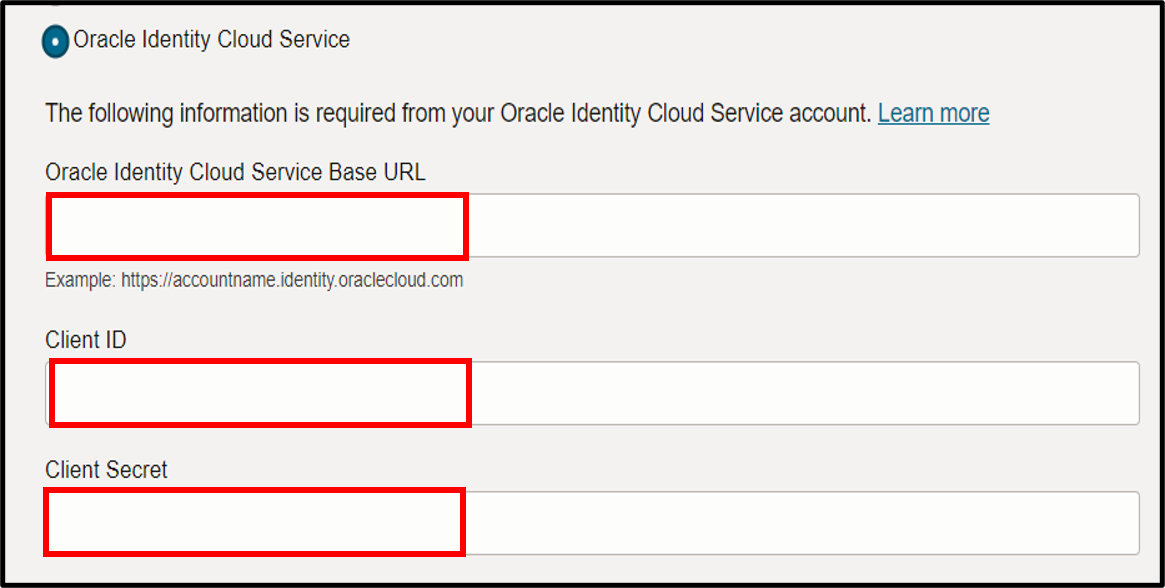 Oracle Identity Cloud Service
The following information is required from your Oracle Identity Cloud Service account. Learn more
Oracle Identity Cloud Service Base URL
Example: https://accountname.identity.oraclecloud.com
Client ID
Client Secret